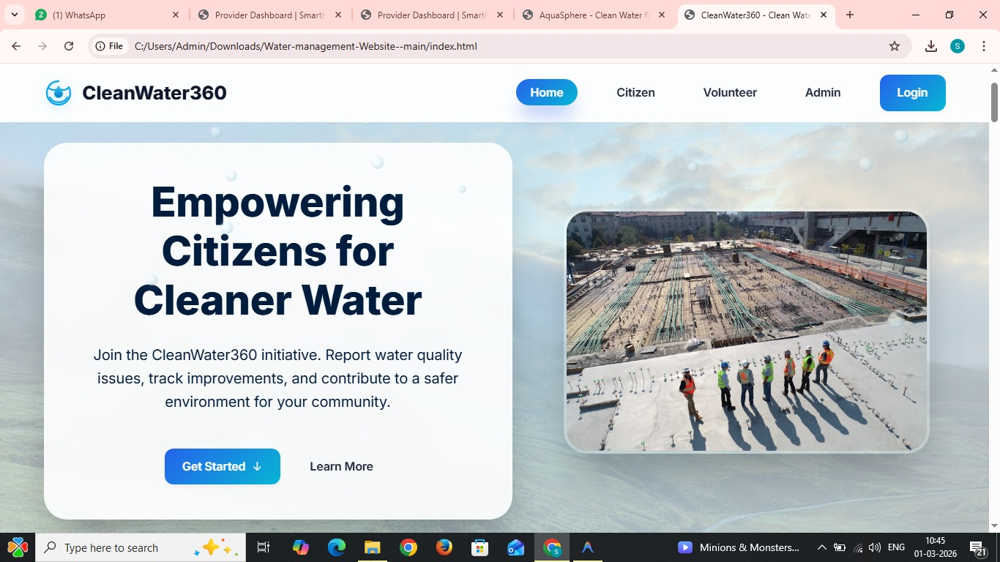 2
(1) WhatsApp
Provider Dashboard | Smart
Provider Dashboard | Smart
AquaSphere - Clean Water f
CleanWater360 - Clean Wate
File
C:/Users/Admin/Downloads/Water-management-Website--main/index.html
S
CleanWater360
Home
Citizen
Volunteer
Admin
Login
Empowering
Citizens for
Cleaner Water
Join the CleanWater360 initiative. Report water quality
issues, track improvements, and contribute to a safer
environment for your community.
Get Started ↓
Learn More
Type here to search
S
Minions & Monsters...
ENG
10:45
01-03-2026
21